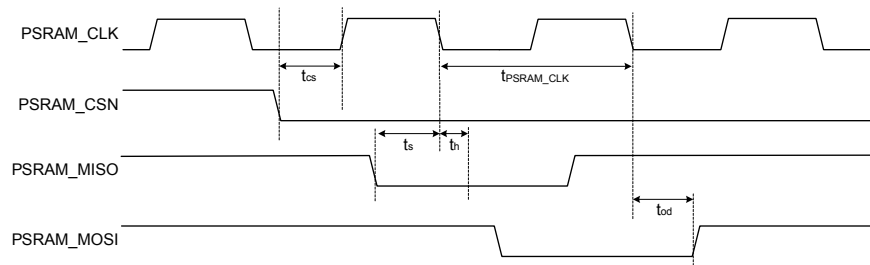 PSRAM_CLK
tcs
tPSRAM_CLK
PSRAM_CSN
ts
th
PSRAM_MISO
tod
PSRAM_MOSI